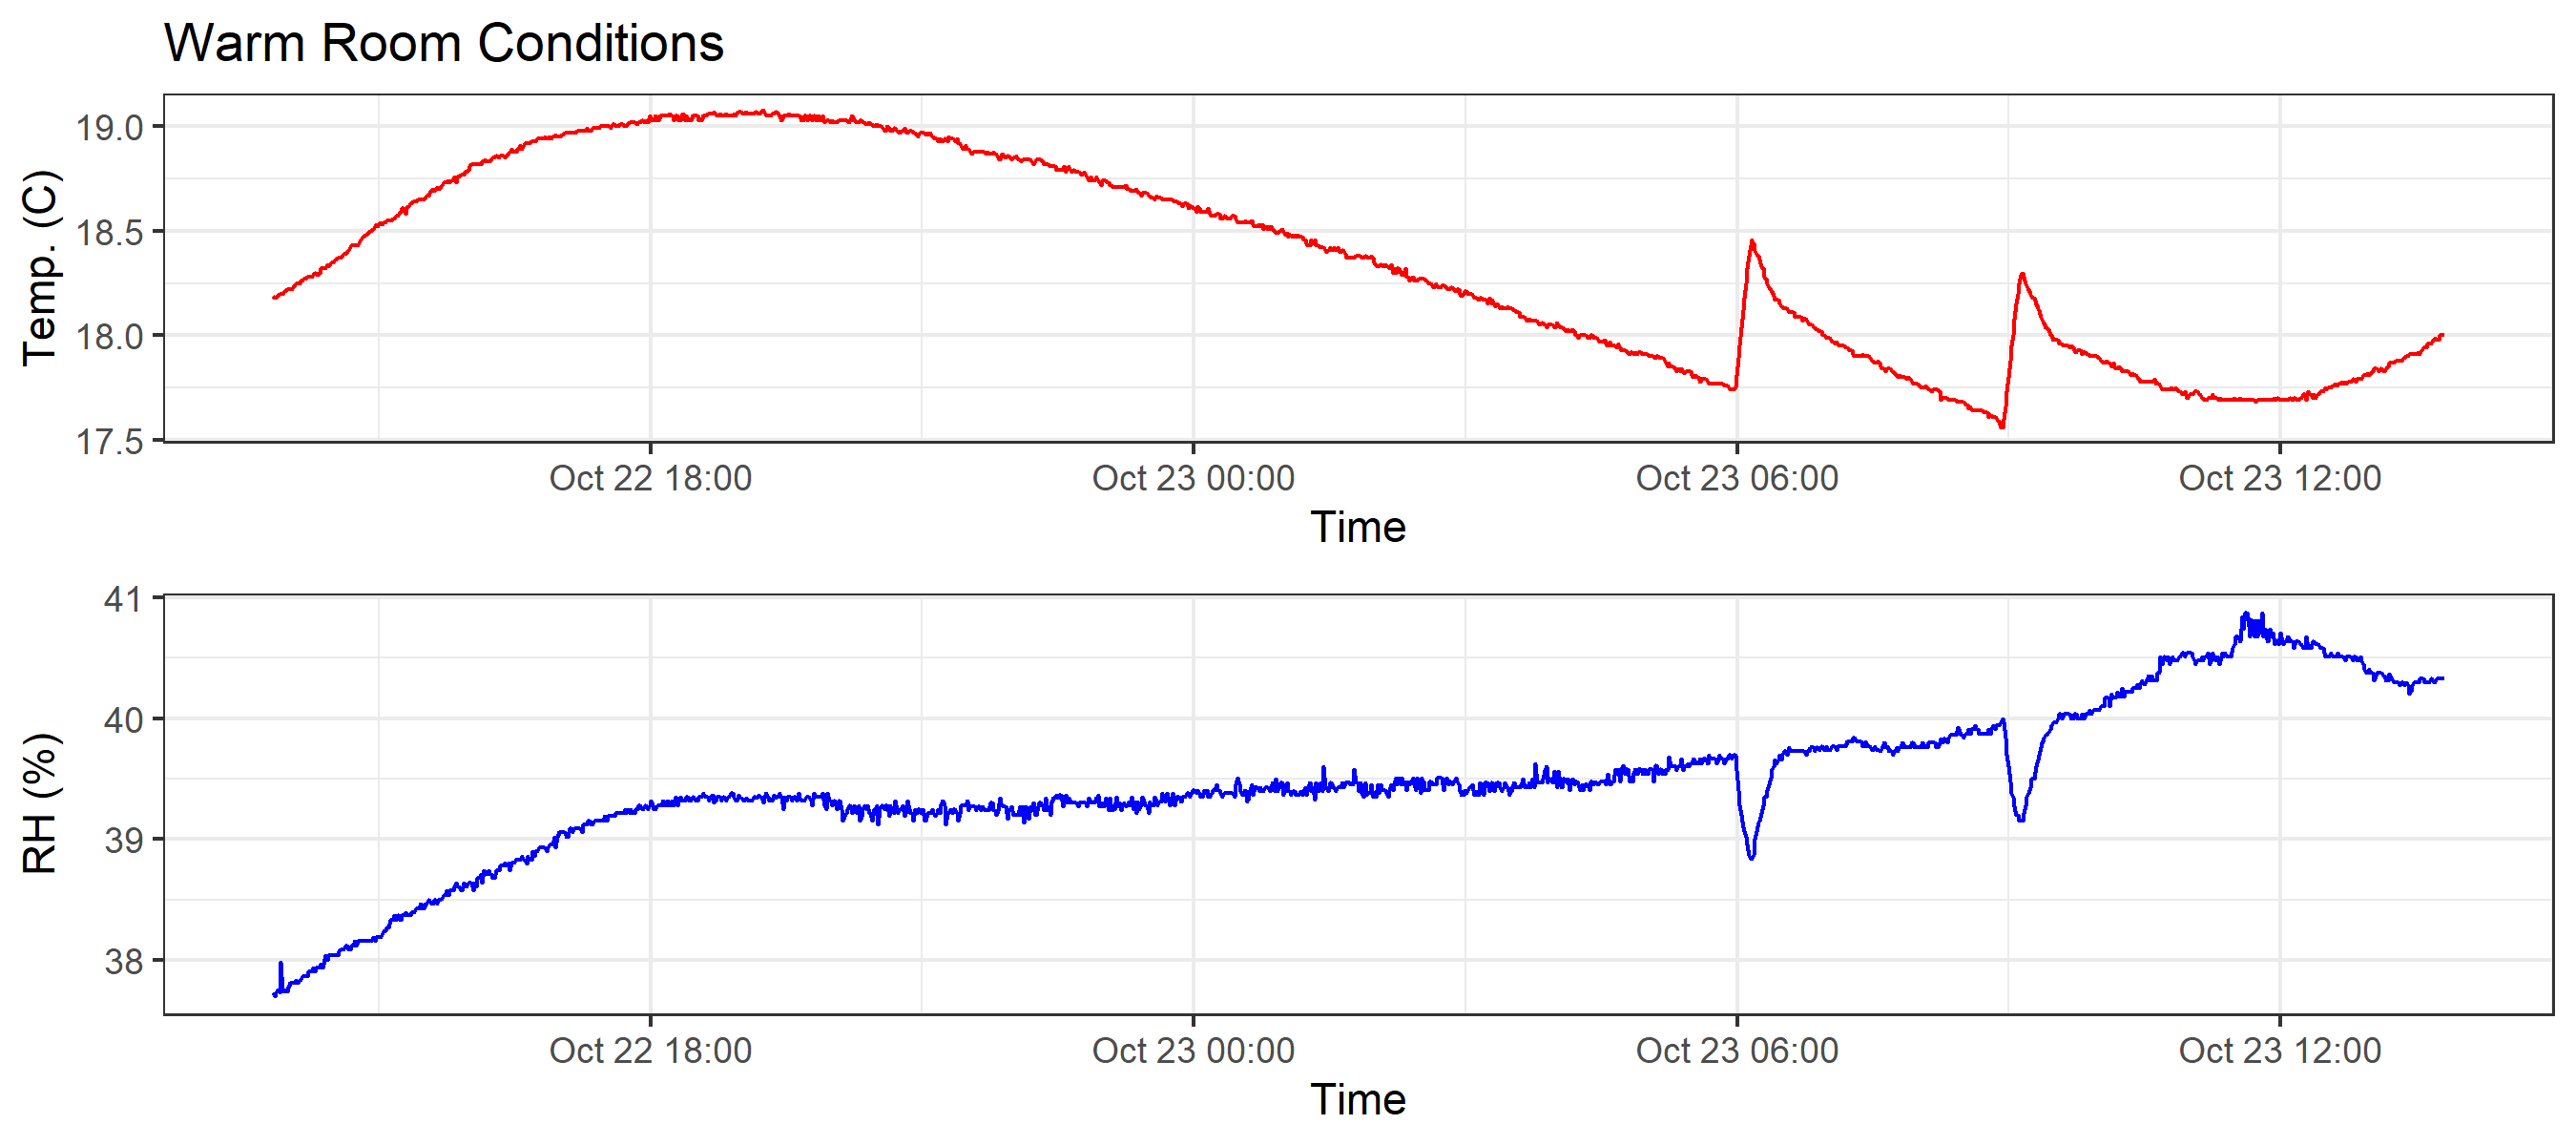 Warm Room Conditions
Temp. (C)
19.0
18.5
18.0
17.5
Oct 22 18:00 Oct 23 00:00 Oct 23 06:00 Oct 23 12:00
Time
RH (%)
41
40
39
38
Oct 22 18:00 Oct 23 00:00 Oct 23 06:00 Oct 23 12:00
Time